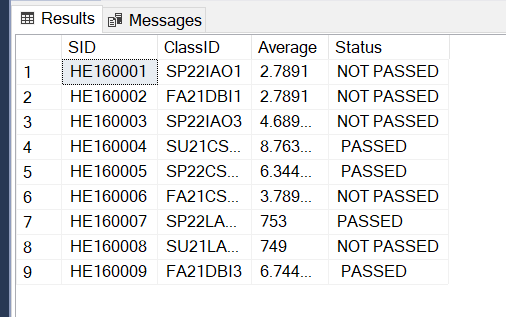 Results Messages
SID ClassID Average Status
1 HE160001 SP22IAO1 2.7891 NOT PASSED
2 HE160002 FA21DBI1 2.7891 NOT PASSED
3 HE160003 SP22IAO3 4.689... NOT PASSED
4 HE160004 SU21CS... 8.763... PASSED
5 HE160005 SP22CS... 6.344... PASSED
6 HE160006 FA21CS... 3.789... NOT PASSED
7 HE160007 SP22LA... 753 PASSED
8 HE160008 SU21LA... 749 NOT PASSED
9 HE160009 FA21DBI3 6.744... PASSED